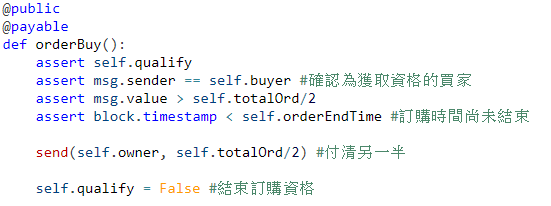 @public
@payable
def orderBuy():
    assert self.qualify
    assert msg.sender == self.buyer #確認為獲取資格的買家
    assert msg.value > self.totalOrd/2
    assert block.timestamp < self.orderEndTime #訂購時間尚未結束
    send(self.owner, self.totalOrd/2) #付清另一半
    self.qualify = False #結束訂購資格